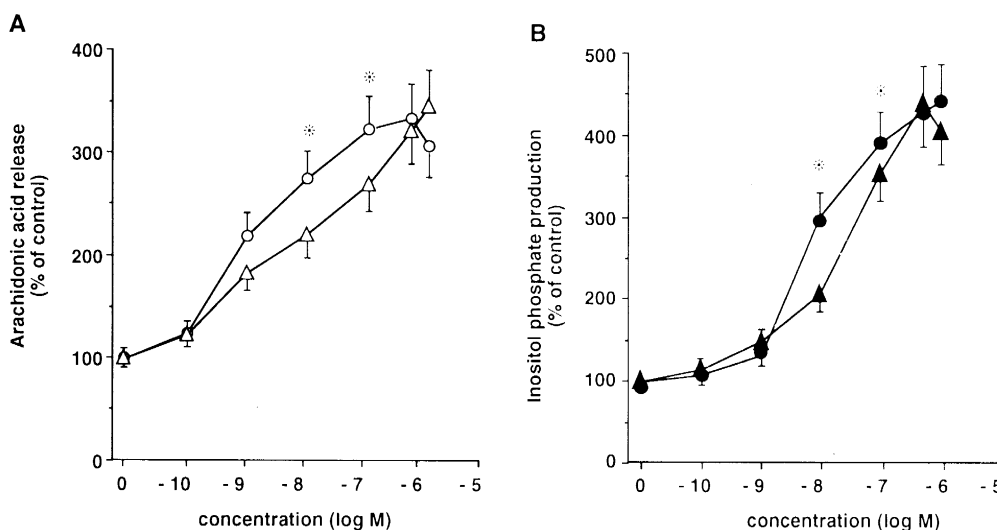 A
Arachidonic acid release
(% of control)
400
300
200
100
0
0 - 10 - 9 - 8 - 7 - 6 - 5
concentration (log M)
B
Inositol phosphate production
(% of control)
500
400
300
200
100
0
0 - 10 - 9 - 8 - 7 - 6 - 5
concentration (log M)